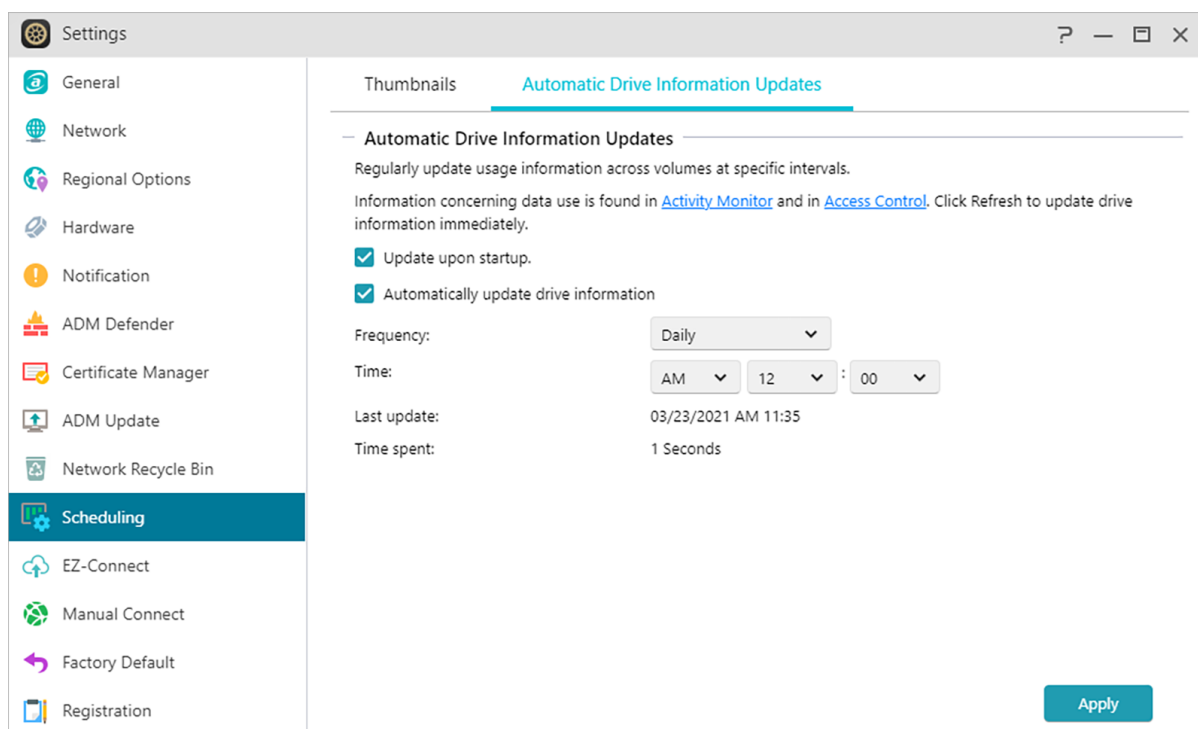 Settings
General
Network
Regional Options
Hardware
Notification
ADM Defender
Certificate Manager
ADM Update
Network Recycle Bin
Scheduling
EZ-Connect
Manual Connect
Factory Default
Registration
Thumbnails
Automatic Drive Information Updates
Automatic Drive Information Updates
Regularly update usage information across volumes at specific intervals.
Information concerning data use is found in Activity Monitor and in Access Control. Click Refresh to update drive
information immediately.
Update upon startup.
Automatically update drive information
Frequency: Daily
Time: AM 12 : 00
Last update: 03/23/2021 AM 11:35
Time spent: 1 Seconds
Apply